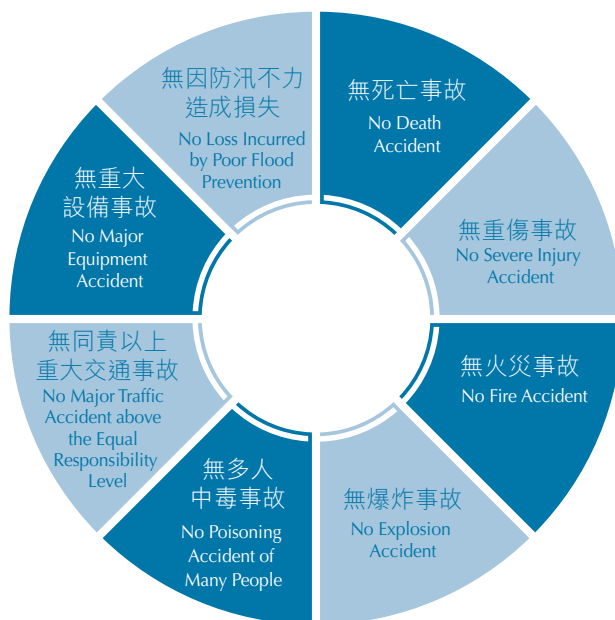 無死亡事故
No Death
Accident
無重傷事故
No Severe Injury
Accident
無火災事故
No Fire Accident
無爆炸事故
No Explosion
Accident
無多人
中毒事故
No Poisoning
Accident of
Many People
無同責以上
重大交通事故
No Major Traffic
Accident above
the Equal
Responsibility
Level
無重大
設備事故
No Major
Equipment
Accident
無因防汛不力
造成損失
No Loss Incurred
by Poor Flood
Prevention